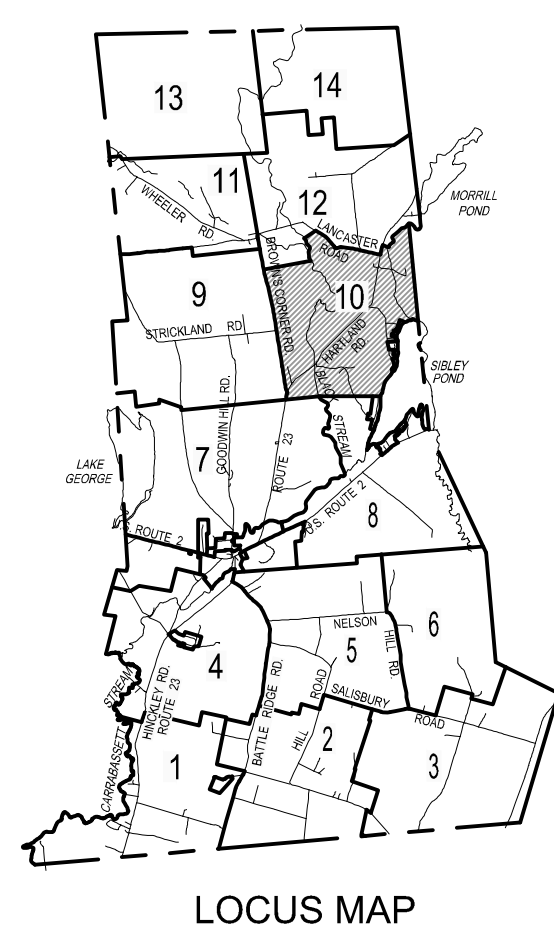 13
14
11
WHEELER
RD.
12
MORRILL
POND
LANCASTER
ROAD
BROWN'S CORNER RD.
9
10
STRICKLAND RD
HARTLAND
RD.
SIBLEY
POND
BLACK
STREAM
GOODWIN HILL RD.
7
LAKE
GEORGE
ROUTE 23
U.S. ROUTE 2
U.S. ROUTE 2
8
NELSON
HILL RD.
6
5
4
HINCKLEY RD.
ROUTE 23
STREAM
CARRABASSETT
BATTLE RIDGE RD.
ROAD
HILL
SALISBURY
ROAD
2
1
3
LOCUS MAP